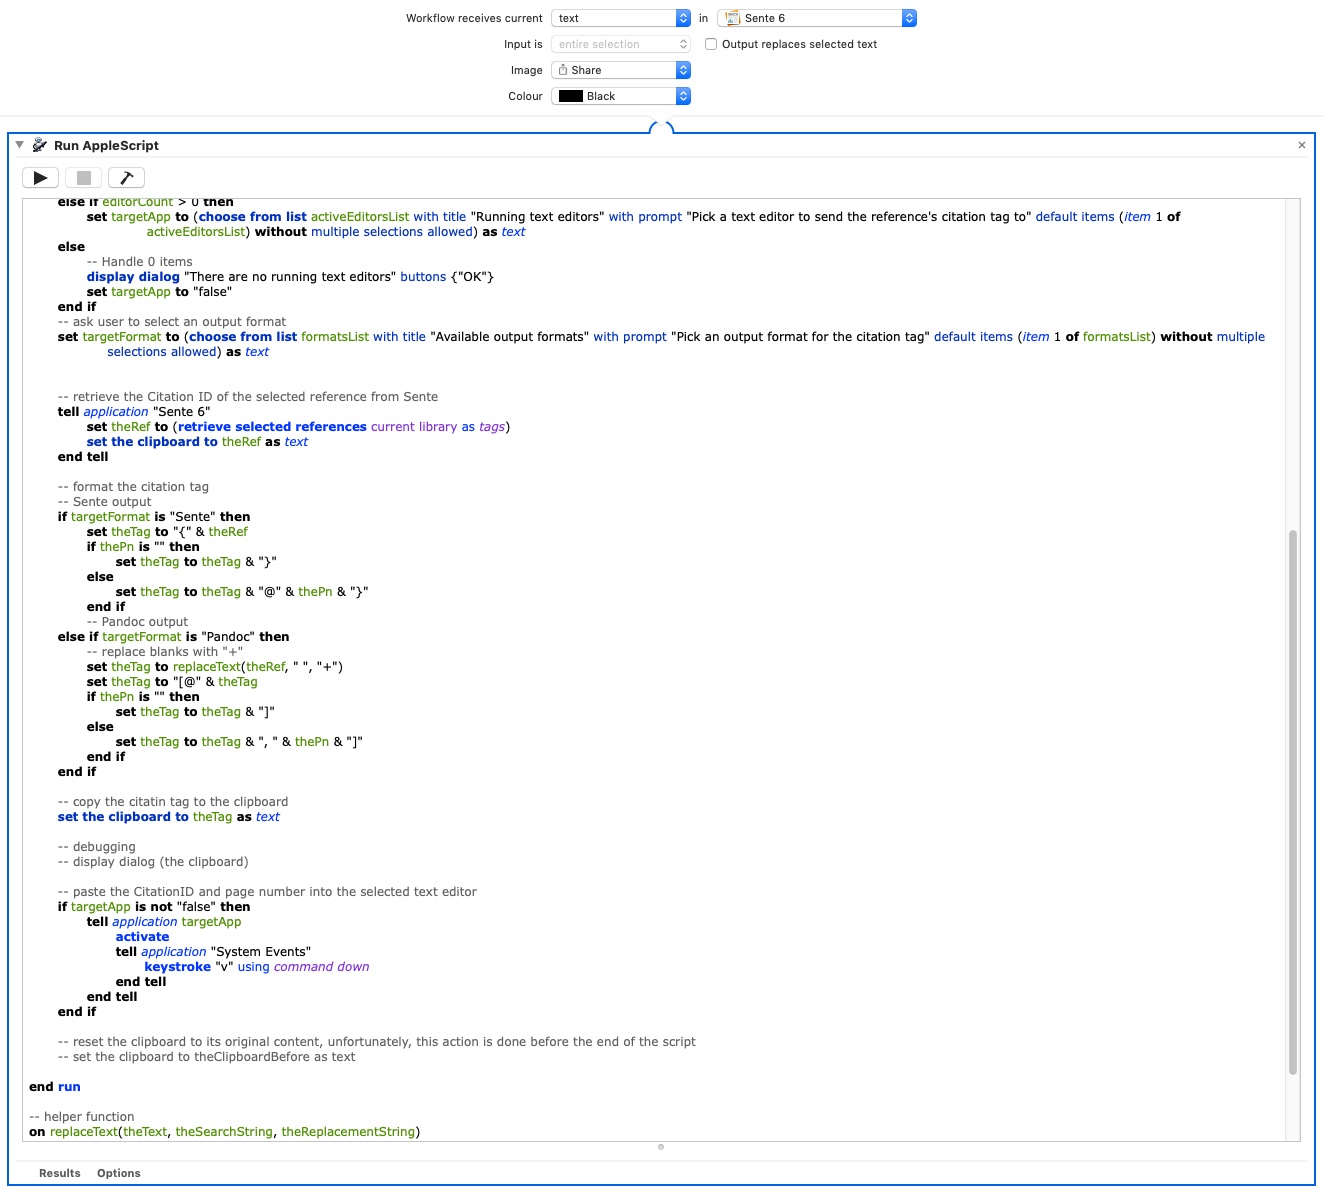 Workflow receives current text in Sente 6
Input is entire selection Output replaces selected text
Image Share
Colour Black
Run AppleScript
else if editorCount > 0 then
set targetApp to (choose from list activeEditorsList with title "Running text editors" with prompt "Pick a text editor to send the reference's citation tag to" default items (item 1 of
activeEditorsList) without multiple selections allowed) as text
else
-- Handle 0 items
display dialog "There are no running text editors" buttons {"OK"}
set targetApp to "false"
end if
-- ask user to select an output format
set targetFormat to (choose from list formatsList with title "Available output formats" with prompt "Pick an output format for the citation tag" default items (item 1 of formatsList) without multiple
selections allowed) as text
-- retrieve the Citation ID of the selected reference from Sente
tell application "Sente 6"
set theRef to (retrieve selected references current library as tags)
set the clipboard to theRef as text
end tell
-- format the citation tag
-- Sente output
if targetFormat is "Sente" then
set theTag to "{" & theRef
if thePn is "" then
set theTag to theTag & "}"
else
set theTag to theTag & "@" & thePn & "}"
end if
-- Pandoc output
else if targetFormat is "Pandoc" then
-- replace blanks with "+"
set theTag to replaceText(theRef, " ", "+")
set theTag to "[@" & theTag
if thePn is "" then
set theTag to theTag & "]"
else
set theTag to theTag & ", " & thePn & "]"
end if
end if
-- copy the citatin tag to the clipboard
set the clipboard to theTag as text
-- debugging
-- display dialog (the clipboard)
-- paste the CitationID and page number into the selected text editor
if targetApp is not "false" then
tell application targetApp
activate
tell application "System Events"
keystroke "v" using command down
end tell
end tell
end if
-- reset the clipboard to its original content, unfortunately, this action is done before the end of the script
-- set the clipboard to theClipboardBefore as text
end run
-- helper function
on replaceText(theText, theSearchString, theReplacementString)
Results Options